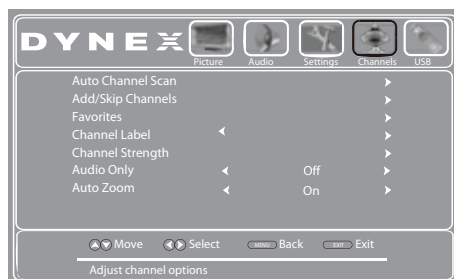 DYNEX
Picture Audio Settings Channels USB
Auto Channel Scan
Add/Skip Channels
Favorites
Channel Label
Channel Strength
Audio Only Off
Auto Zoom On
Move Select MENU Back EXIT Exit
Adjust channel options